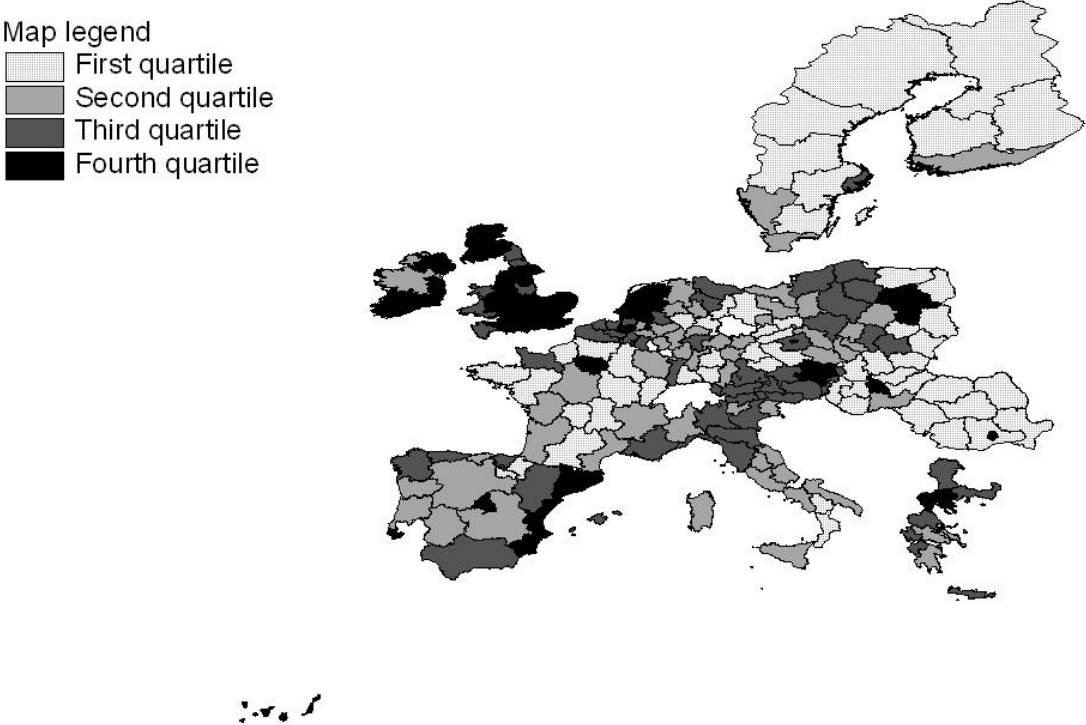 Map legend
First quartile
Second quartile
Third quartile
Fourth quartile